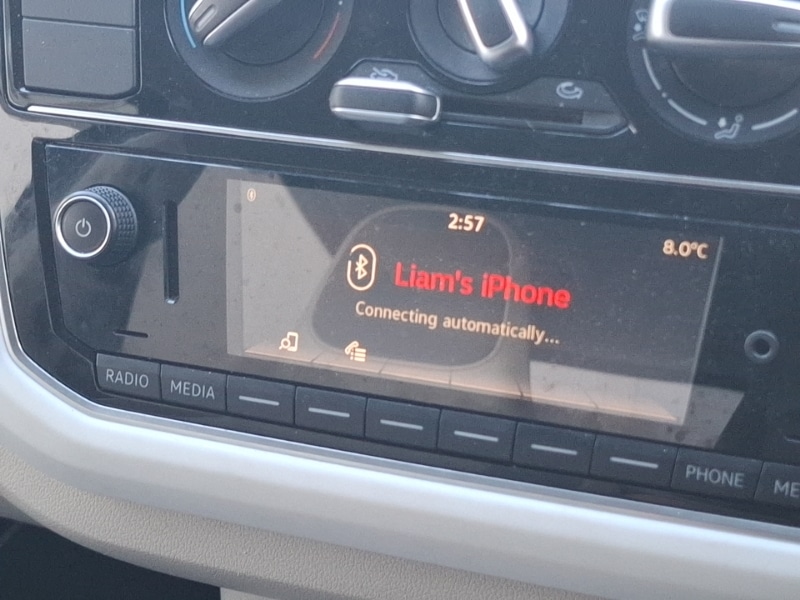 2:57
8.0°C
Liam's iPhone
Connecting automatically...
RADIO
MEDIA
PHONE